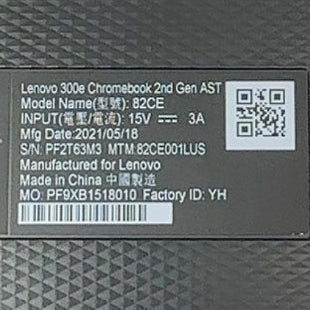 Lenovo 300e Chromebook 2nd Gen AST
Model Name(型號): 82CE
INPUT(電壓/電流): 15V ⎓ 3A
Mfg Date:2021/05/18
S/N: PF2T63M3 MTM:82CE001LUS
Manufactured for Lenovo
Made in China 中國製造
MO: PF9XB1518010 Factory ID: YH